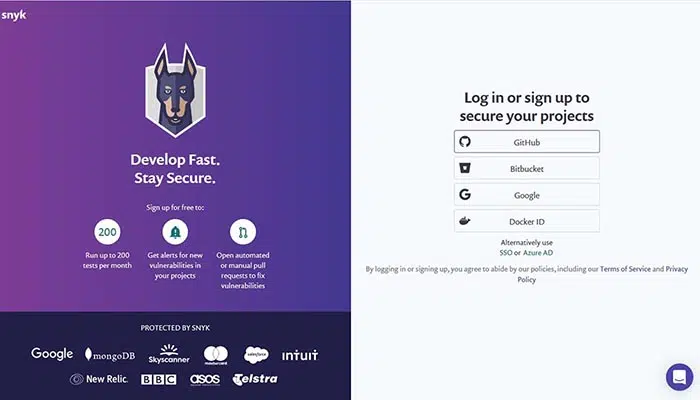 snyk
Develop Fast.
Stay Secure.
Sign up for free to:
200
Run up to 200
tests per month
Get alerts for new
vulnerabilities in
your projects
Open automated
or manual pull
requests to fix
vulnerabilities
PROTECTED BY SNYK
Google
mongoDB
Skyscanner
mastercard
salesforce
intuit
New Relic.
BBC
asos
Telstra
Log in or sign up to
secure your projects
GitHub
Bitbucket
Google
Docker ID
Alternatively use
SSO or Azure AD
By logging in or signing up, you agree to abide by our policies, including our Terms of Service and Privacy
Policy